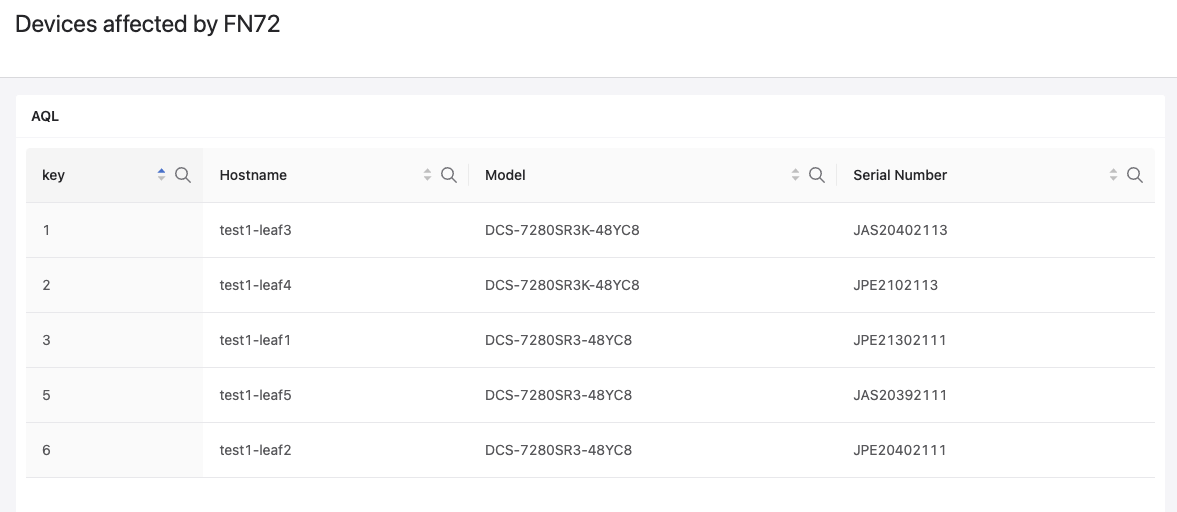 Devices affected by FN72
AQL
key Hostname Model Serial Number
1 test1-leaf3 DCS-7280SR3K-48YC8 JAS20402113
2 test1-leaf4 DCS-7280SR3K-48YC8 JPE2102113
3 test1-leaf1 DCS-7280SR3-48YC8 JPE21302111
5 test1-leaf5 DCS-7280SR3-48YC8 JAS20392111
6 test1-leaf2 DCS-7280SR3-48YC8 JPE20402111